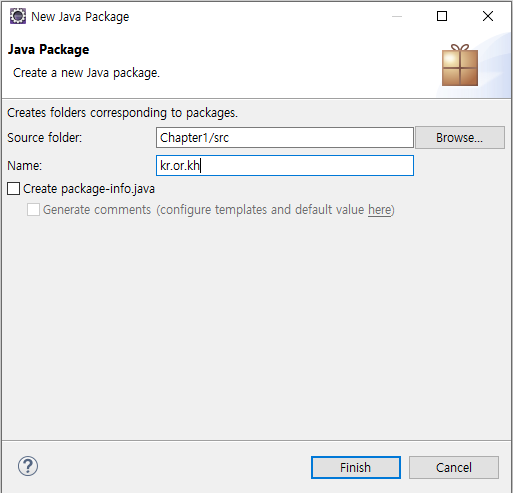 New Java Package
Java Package
Create a new Java package.
Creates folders corresponding to packages.
Source folder: Chapter1/src Browse...
Name: kr.or.kh
Create package-info.java
Generate comments (configure templates and default value here)
? Finish Cancel